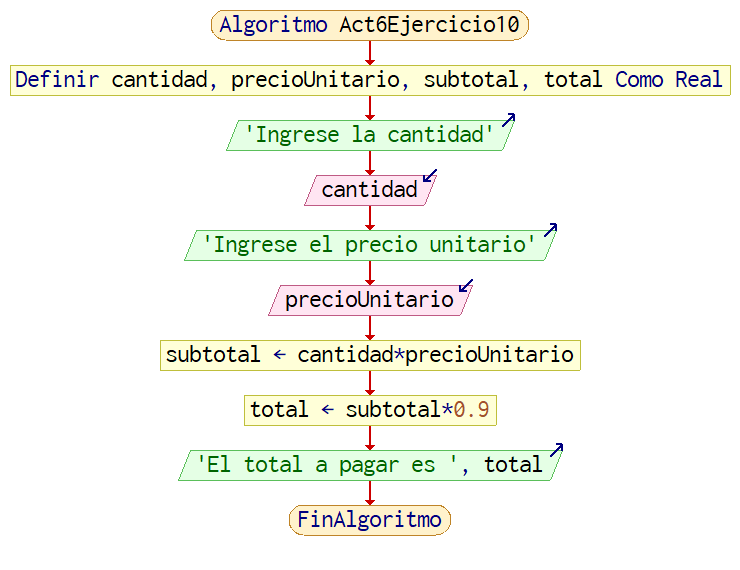 Algoritmo Act6Ejercicio10
Definir cantidad, precioUnitario, subtotal, total Como Real
'Ingrese la cantidad'
cantidad
'Ingrese el precio unitario'
precioUnitario
subtotal ← cantidad*precioUnitario
total ← subtotal*0.9
'El total a pagar es ', total
FinAlgoritmo